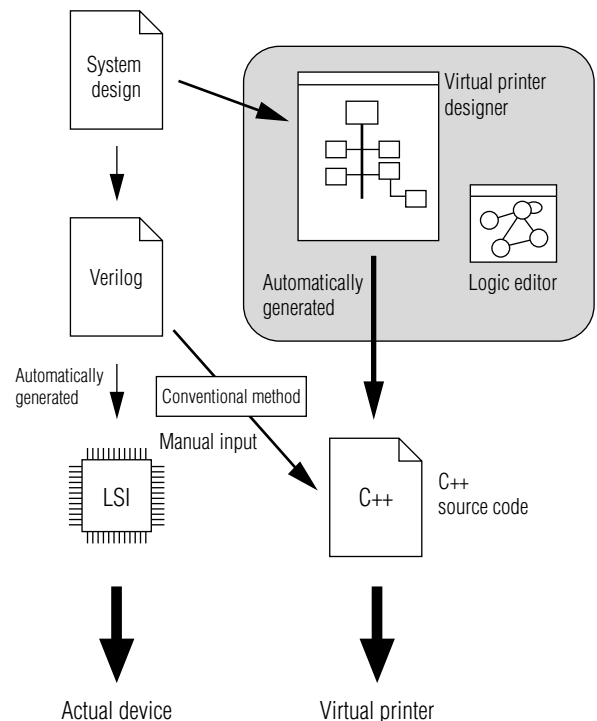 System
design
Virtual printer
designer
Verilog
Automatically
generated
Logic editor
Automatically
generated
Conventional method
Manual input
LSI
C++
C++
source code
Actual device
Virtual printer